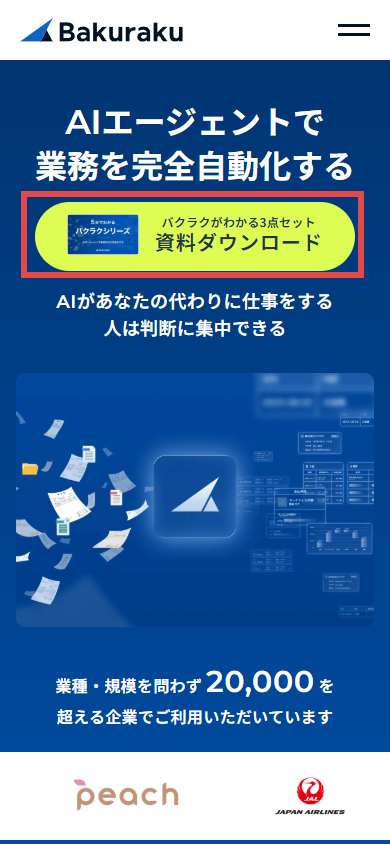 Bakuraku
AIエージェントで
業務を完全自動化する
5分でわかる
バクラクシリーズ
バクラクがわかる3点セット
資料ダウンロード
AIがあなたの代わりに仕事をする
人は判断に集中できる
業種・規模を問わず 20,000 を
超える企業でご利用いただいています
peach
JAL
JAPAN AIRLINES